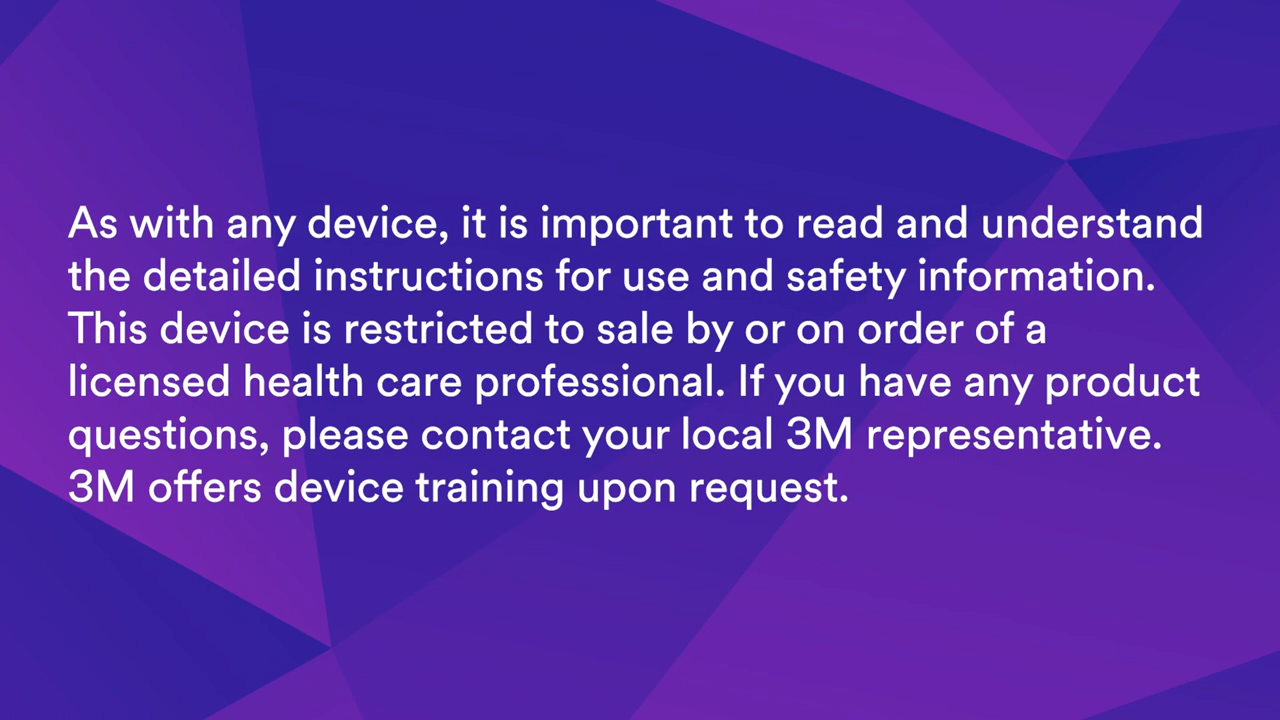 As with any device, it is important to read and understand
the detailed instructions for use and safety information.
This device is restricted to sale by or on order of a
licensed health care professional. If you have any product
questions, please contact your local 3M representative.
3M offers device training upon request.